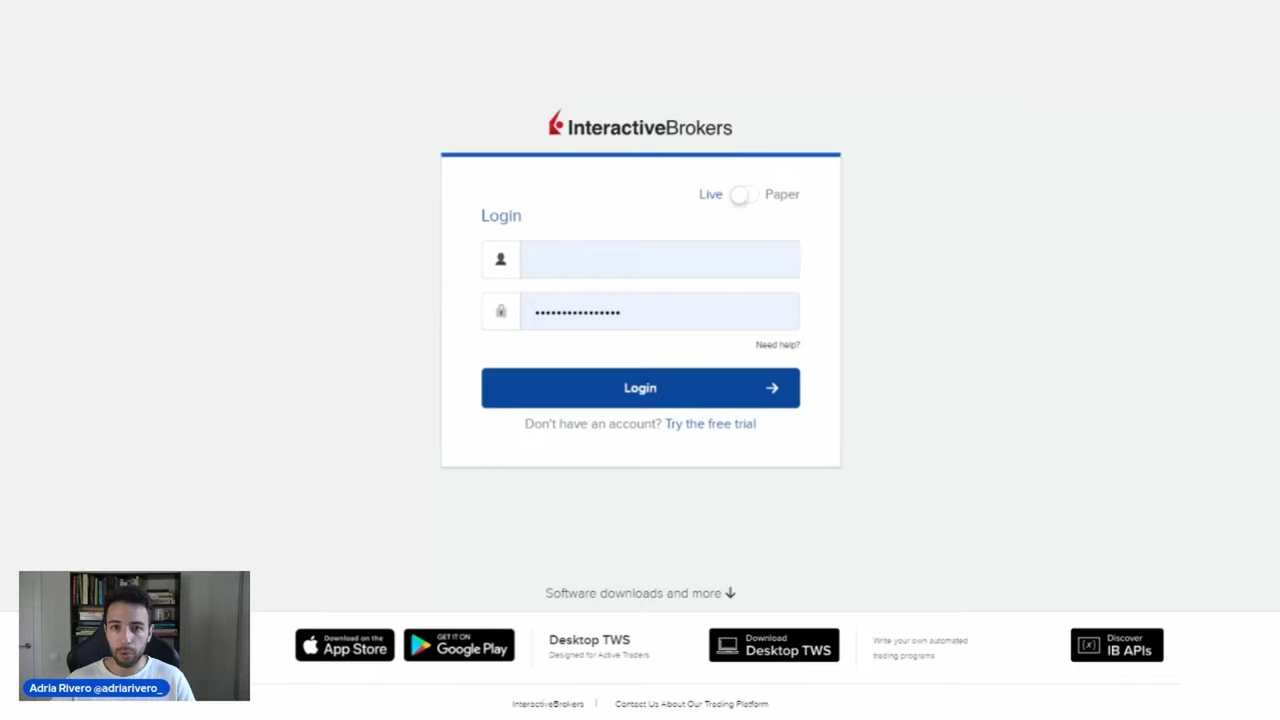 InteractiveBrokers
Live Paper
Login
••••••••••••••••
Need help?
Login
Don't have an account? Try the free trial
Software downloads and more
Download on the
App Store
GET IT ON
Google Play
Desktop TWS
Designed for Active Traders
Download
Desktop TWS
Write your own automated
trading programs
Discover
IB APIs
Adria Rivero @adriarivero_
InteractiveBrokers | Contact Us About Our Trading Platform